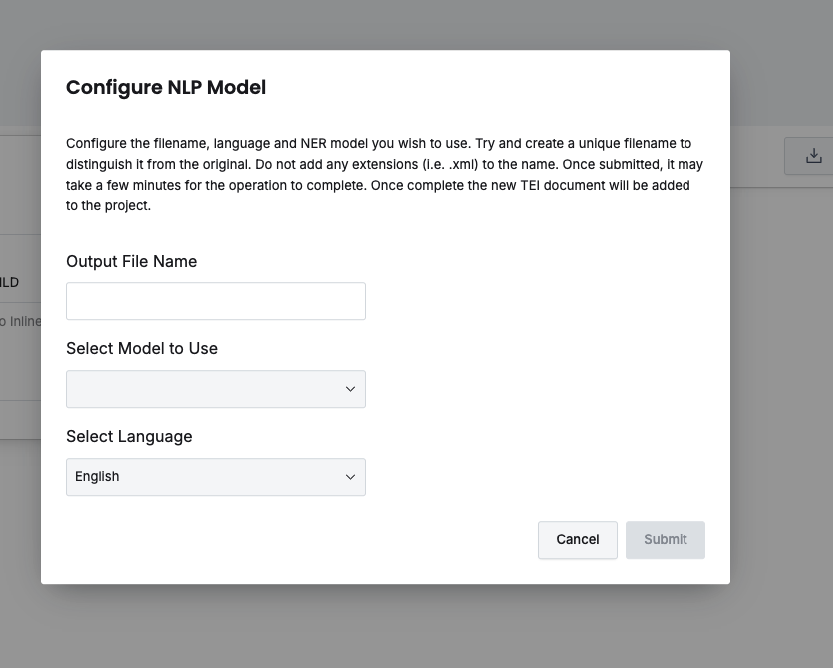 Configure NLP Model
Configure the filename, language and NER model you wish to use. Try and create a unique filename to
distinguish it from the original. Do not add any extensions (i.e. .xml) to the name. Once submitted, it may
take a few minutes for the operation to complete. Once complete the new TEI document will be added
to the project.
Output File Name
Select Model to Use
Select Language
English
Cancel
Submit
o Inline